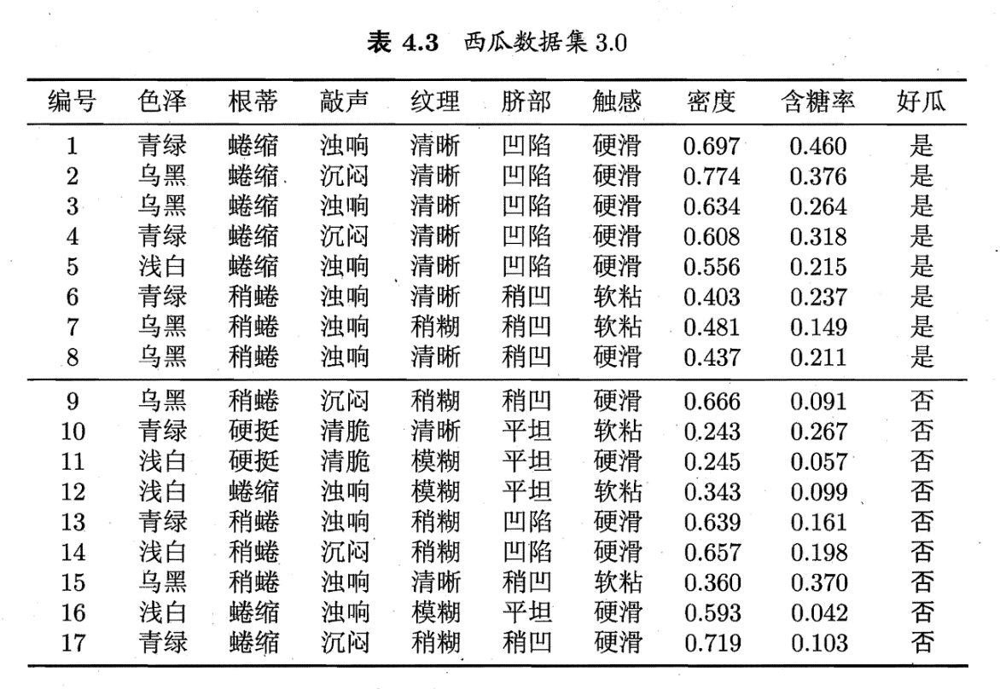 表 4.3 西瓜数据集 3.0
编号 色泽 根蒂 敲声 纹理 脐部 触感 密度 含糖率 好瓜
1 青绿 蜷缩 浊响 清晰 凹陷 硬滑 0.697 0.460 是
2 乌黑 蜷缩 沉闷 清晰 凹陷 硬滑 0.774 0.376 是
3 乌黑 蜷缩 浊响 清晰 凹陷 硬滑 0.634 0.264 是
4 青绿 蜷缩 沉闷 清晰 凹陷 硬滑 0.608 0.318 是
5 浅白 蜷缩 浊响 清晰 凹陷 硬滑 0.556 0.215 是
6 青绿 稍蜷 浊响 清晰 稍凹 软粘 0.403 0.237 是
7 乌黑 稍蜷 浊响 稍糊 稍凹 软粘 0.481 0.149 是
8 乌黑 稍蜷 浊响 清晰 稍凹 硬滑 0.437 0.211 是
9 乌黑 稍蜷 沉闷 稍糊 稍凹 硬滑 0.666 0.091 否
10 青绿 硬挺 清脆 清晰 平坦 软粘 0.243 0.267 否
11 浅白 硬挺 清脆 模糊 平坦 硬滑 0.245 0.057 否
12 浅白 蜷缩 浊响 模糊 平坦 软粘 0.343 0.099 否
13 青绿 稍蜷 浊响 稍糊 凹陷 硬滑 0.639 0.161 否
14 浅白 稍蜷 沉闷 稍糊 凹陷 硬滑 0.657 0.198 否
15 乌黑 稍蜷 浊响 清晰 稍凹 软粘 0.360 0.370 否
16 浅白 蜷缩 浊响 模糊 平坦 硬滑 0.593 0.042 否
17 青绿 蜷缩 沉闷 稍糊 稍凹 硬滑 0.719 0.103 否